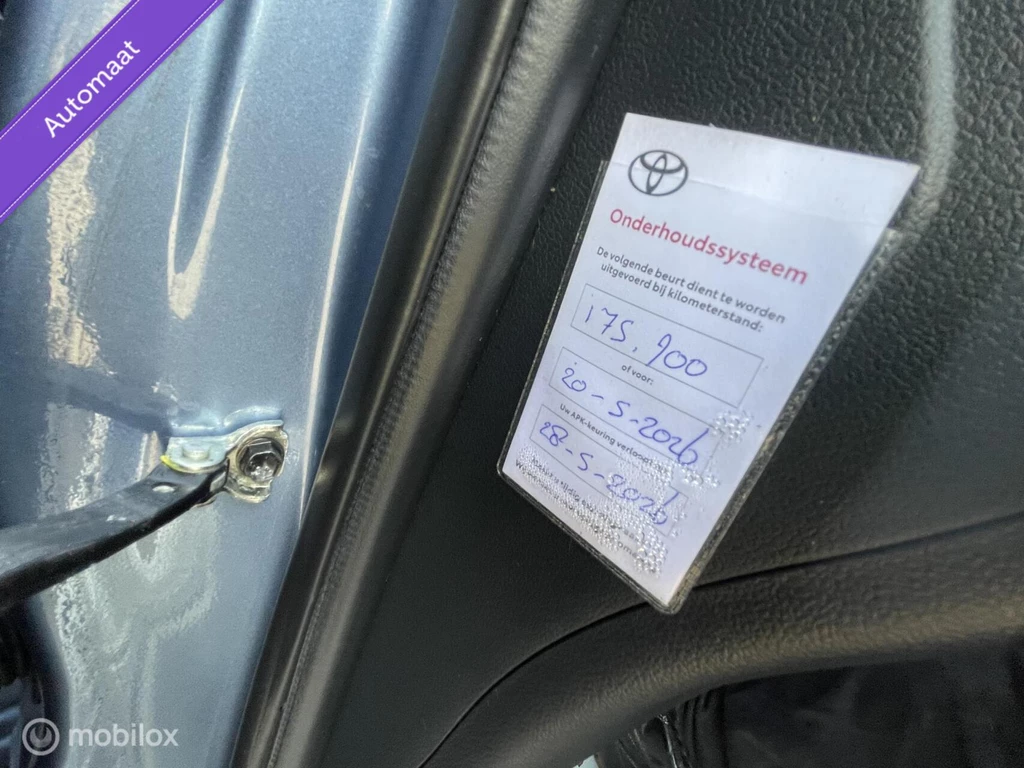 Automaat
Onderhoudssysteem
De volgende beurt dient te worden
uitgevoerd bij kilometerstand:
175.900
of voor:
20-5-2026
Uw APK-keuring verloopt
28-5-2026
mobilox